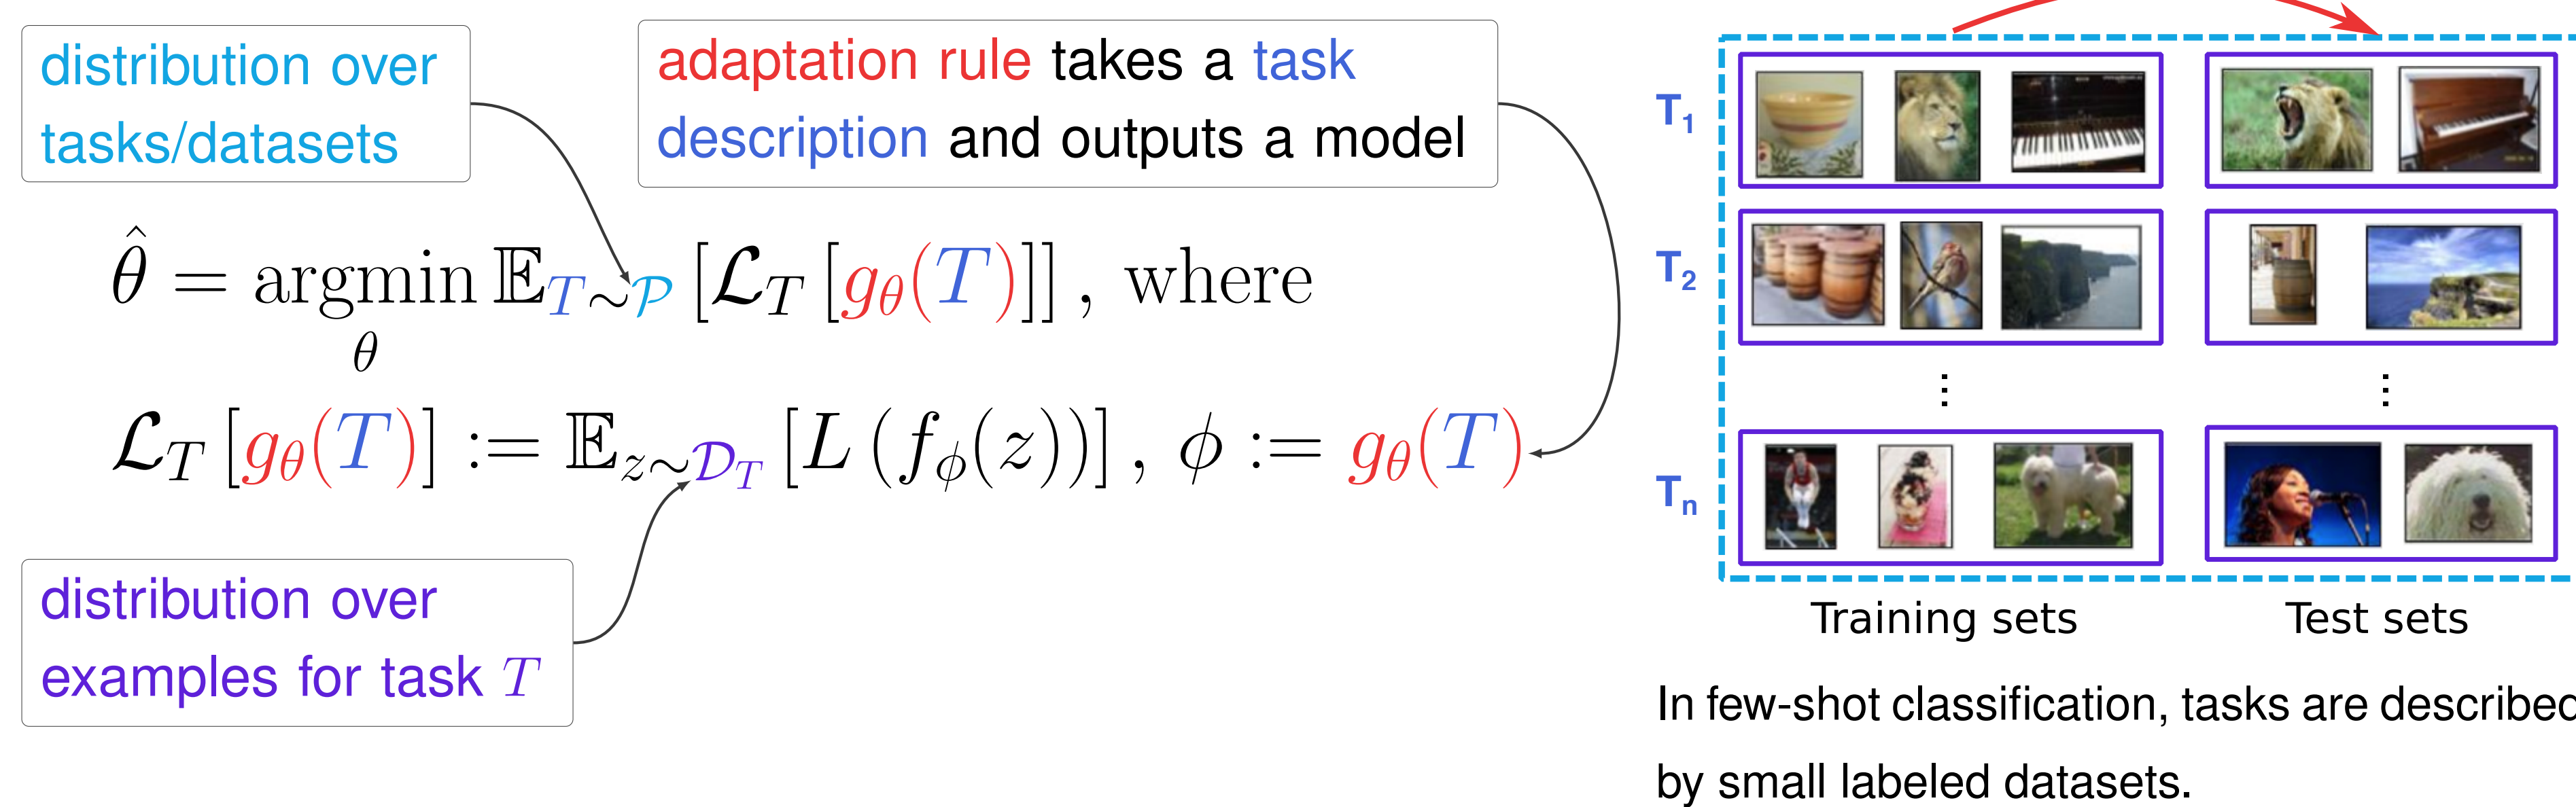 distribution over
tasks/datasets
adaptation rule takes a task
description and outputs a model
θ̂ = argmin_θ 𝔼_{T∼𝒫} [ℒ_T [g_θ(T)]] , where
ℒ_T [g_θ(T)] := 𝔼_{z∼𝒟_T} [L (f_ϕ(z))] , ϕ := g_θ(T)
distribution over
examples for task T
T₁
T₂
⋮ ⋮
Tₙ
Training sets Test sets
In few-shot classification, tasks are described
by small labeled datasets.